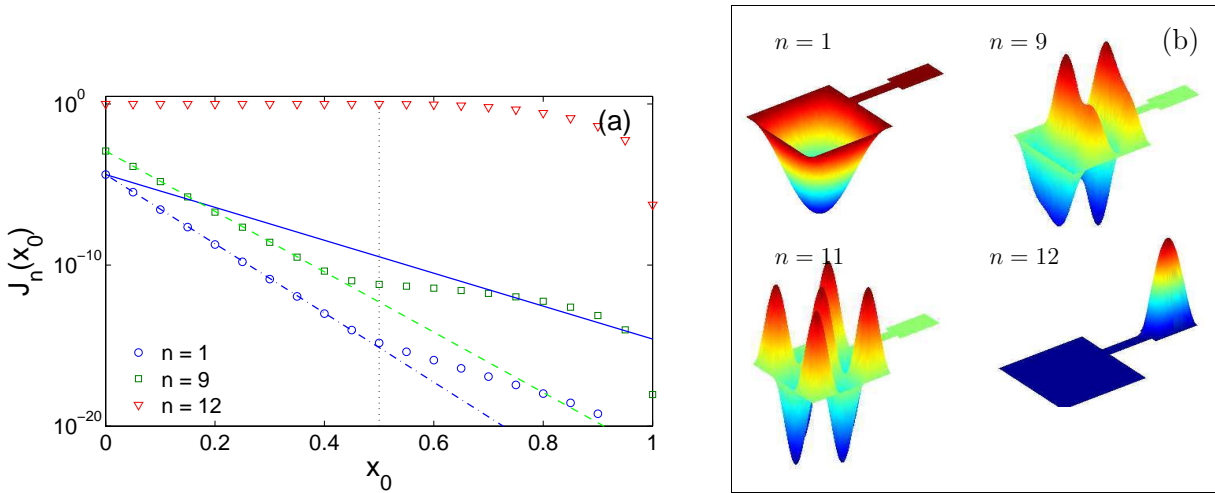 (a)
10^0
10^-10
10^-20
J_n(x_0)
n = 1
n = 9
n = 12
0 0.2 0.4 0.6 0.8 1
x_0
(b)
n = 1 n = 9
n = 11 n = 12